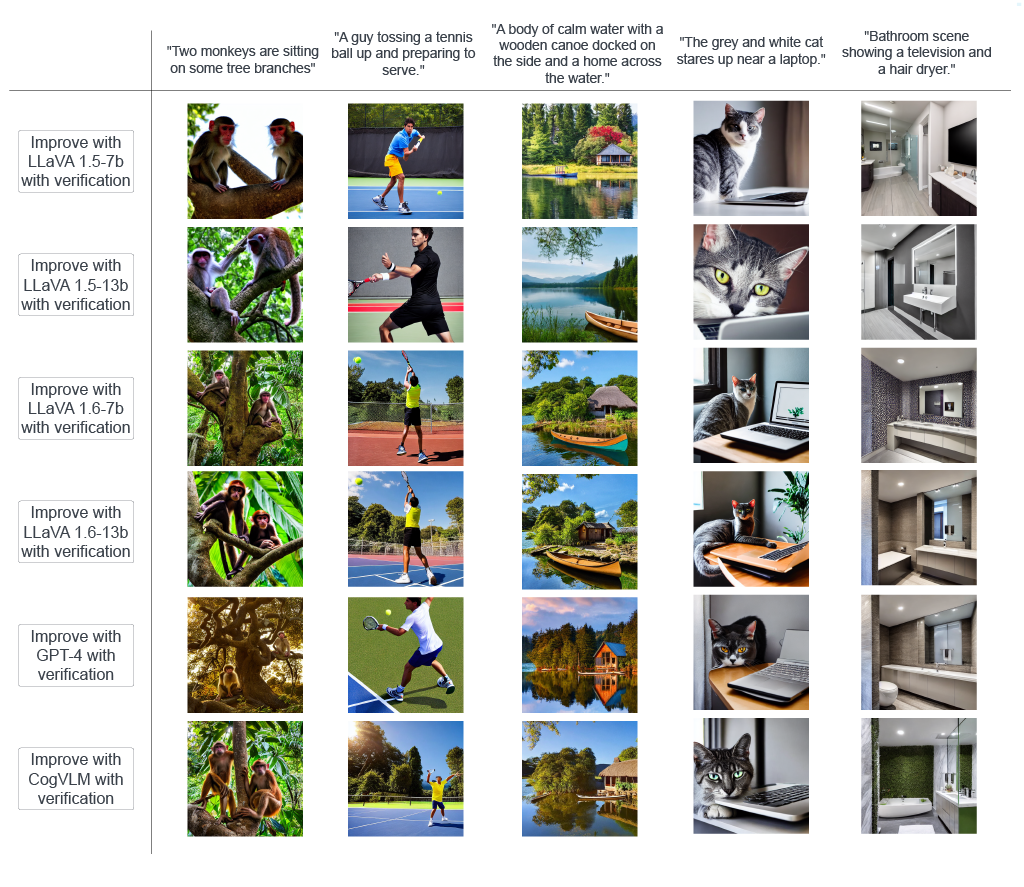 "Two monkeys are sitting
on some tree branches"
"A guy tossing a tennis
ball up and preparing to
serve."
"A body of calm water with a
wooden canoe docked on
the side and a home across
the water."
"The grey and white cat
stares up near a laptop."
"Bathroom scene
showing a television and
a hair dryer."
Improve with
LLaVA 1.5-7b
with verification
Improve with
LLaVA 1.5-13b
with verification
Improve with
LLaVA 1.6-7b
with verification
Improve with
LLaVA 1.6-13b
with verification
Improve with
GPT-4 with
verification
Improve with
CogVLM with
verification